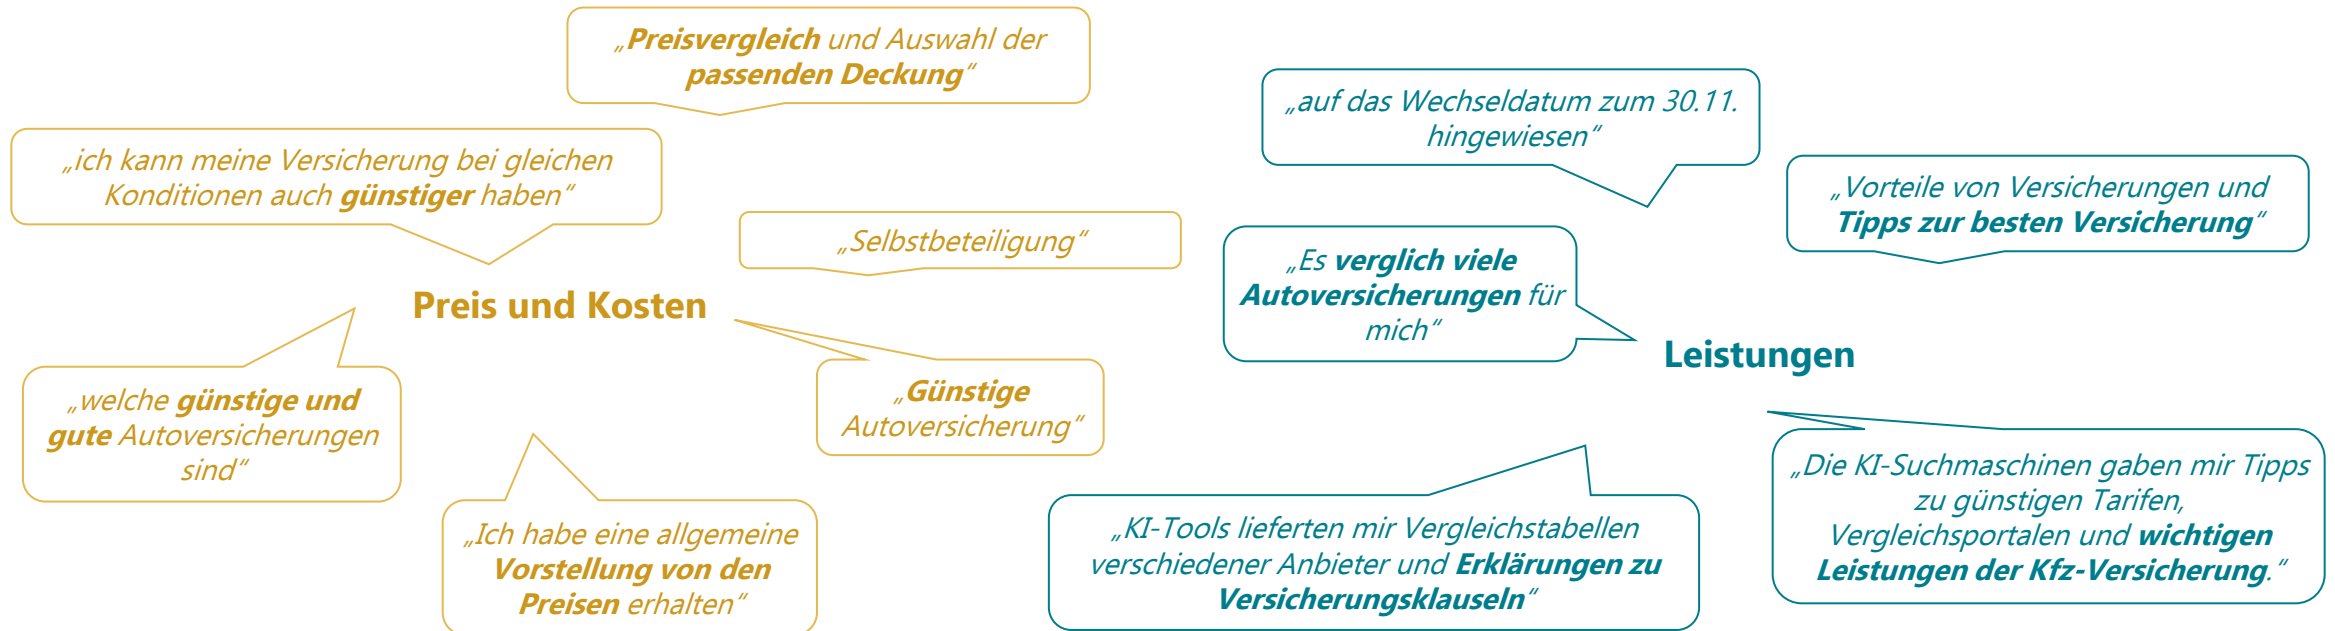 „Preisvergleich und Auswahl der
passenden Deckung“
„ich kann meine Versicherung bei gleichen
Konditionen auch günstiger haben“
„Selbstbeteiligung“
Preis und Kosten
„welche günstige und
gute Autoversicherungen
sind“
„Günstige
Autoversicherung“
„Ich habe eine allgemeine
Vorstellung von den
Preisen erhalten“
„auf das Wechseldatum zum 30.11.
hingewiesen“
„Vorteile von Versicherungen und
Tipps zur besten Versicherung“
„Es verglich viele
Autoversicherungen für
mich“
Leistungen
„KI-Tools lieferten mir Vergleichstabellen
verschiedener Anbieter und Erklärungen zu
Versicherungsklauseln“
„Die KI-Suchmaschinen gaben mir Tipps
zu günstigen Tarifen,
Vergleichsportalen und wichtigen
Leistungen der Kfz-Versicherung.“